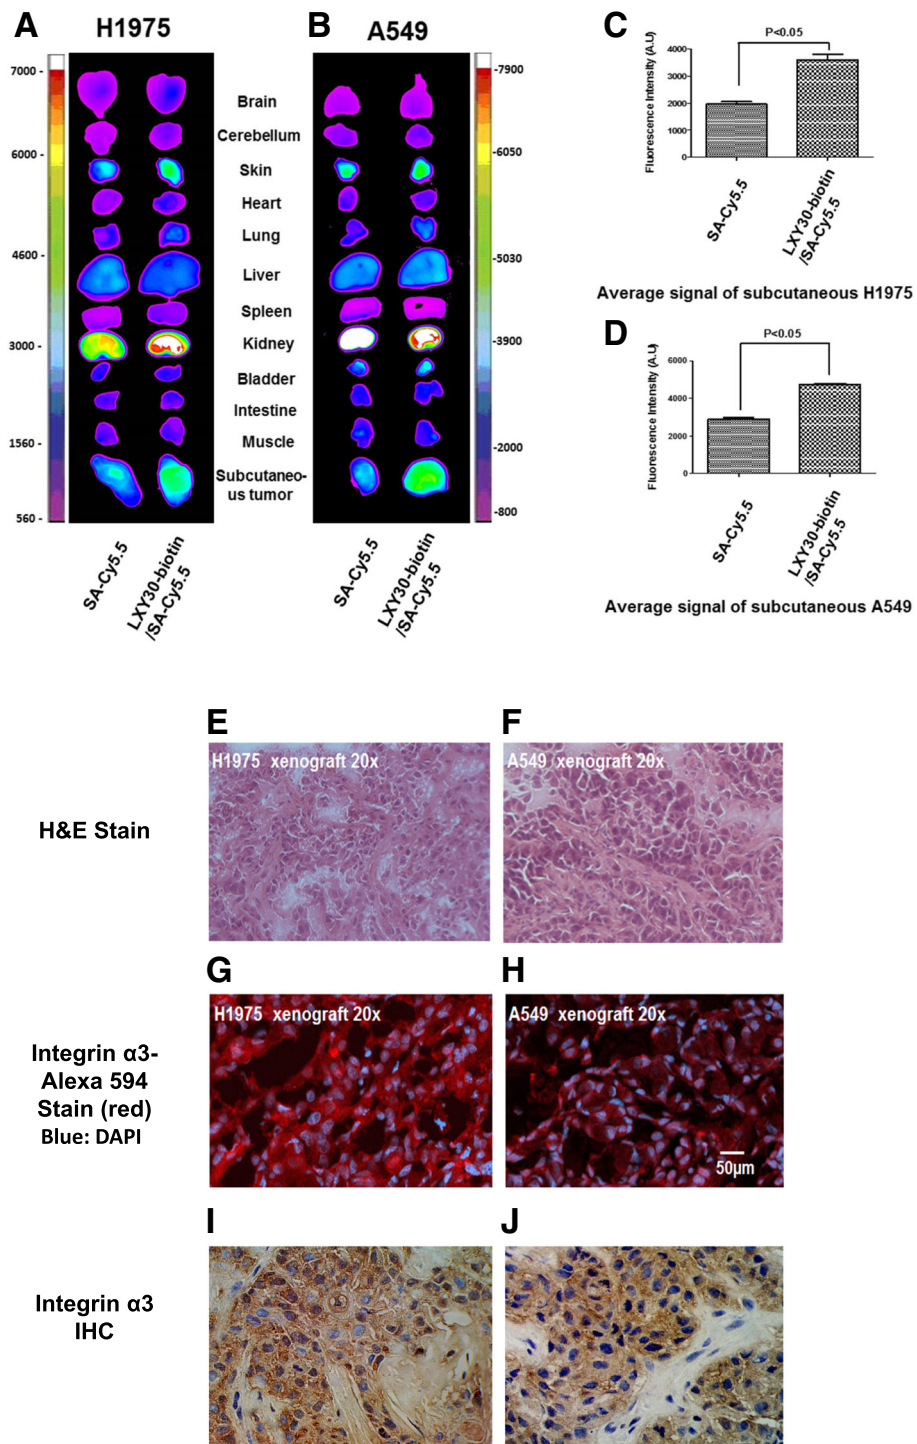 A
H1975
B
A549
7000 -
6000 -
4600 -
3000 -
1560 -
560 -
Brain
Cerebellum
Skin
Heart
Lung
Liver
Spleen
Kidney
Bladder
Intestine
Muscle
Subcutaneo-
us tumor
-7900
-6050
-5030
-3900
-2000
-800
SA-Cy5.5
LXY30-biotin
/SA-Cy5.5
SA-Cy5.5
LXY30-biotin
/SA-Cy5.5
C
Fluorescence Intensity (A.U)
4000
3000
2000
1000
0
P<0.05
SA-Cy5.5
LXY30-biotin
/SA-Cy5.5
Average signal of subcutaneous H1975
D
Fluorescence Intensity (A.U)
6000
4000
2000
0
P<0.05
SA-Cy5.5
LXY30-biotin
/SA-Cy5.5
Average signal of subcutaneous A549
E
F
H&E Stain
H1975 xenograft 20x
A549 xenograft 20x
G
H
Integrin α3-
Alexa 594
Stain (red)
Blue: DAPI
H1975 xenograft 20x
A549 xenograft 20x
50μm
I
J
Integrin α3
IHC